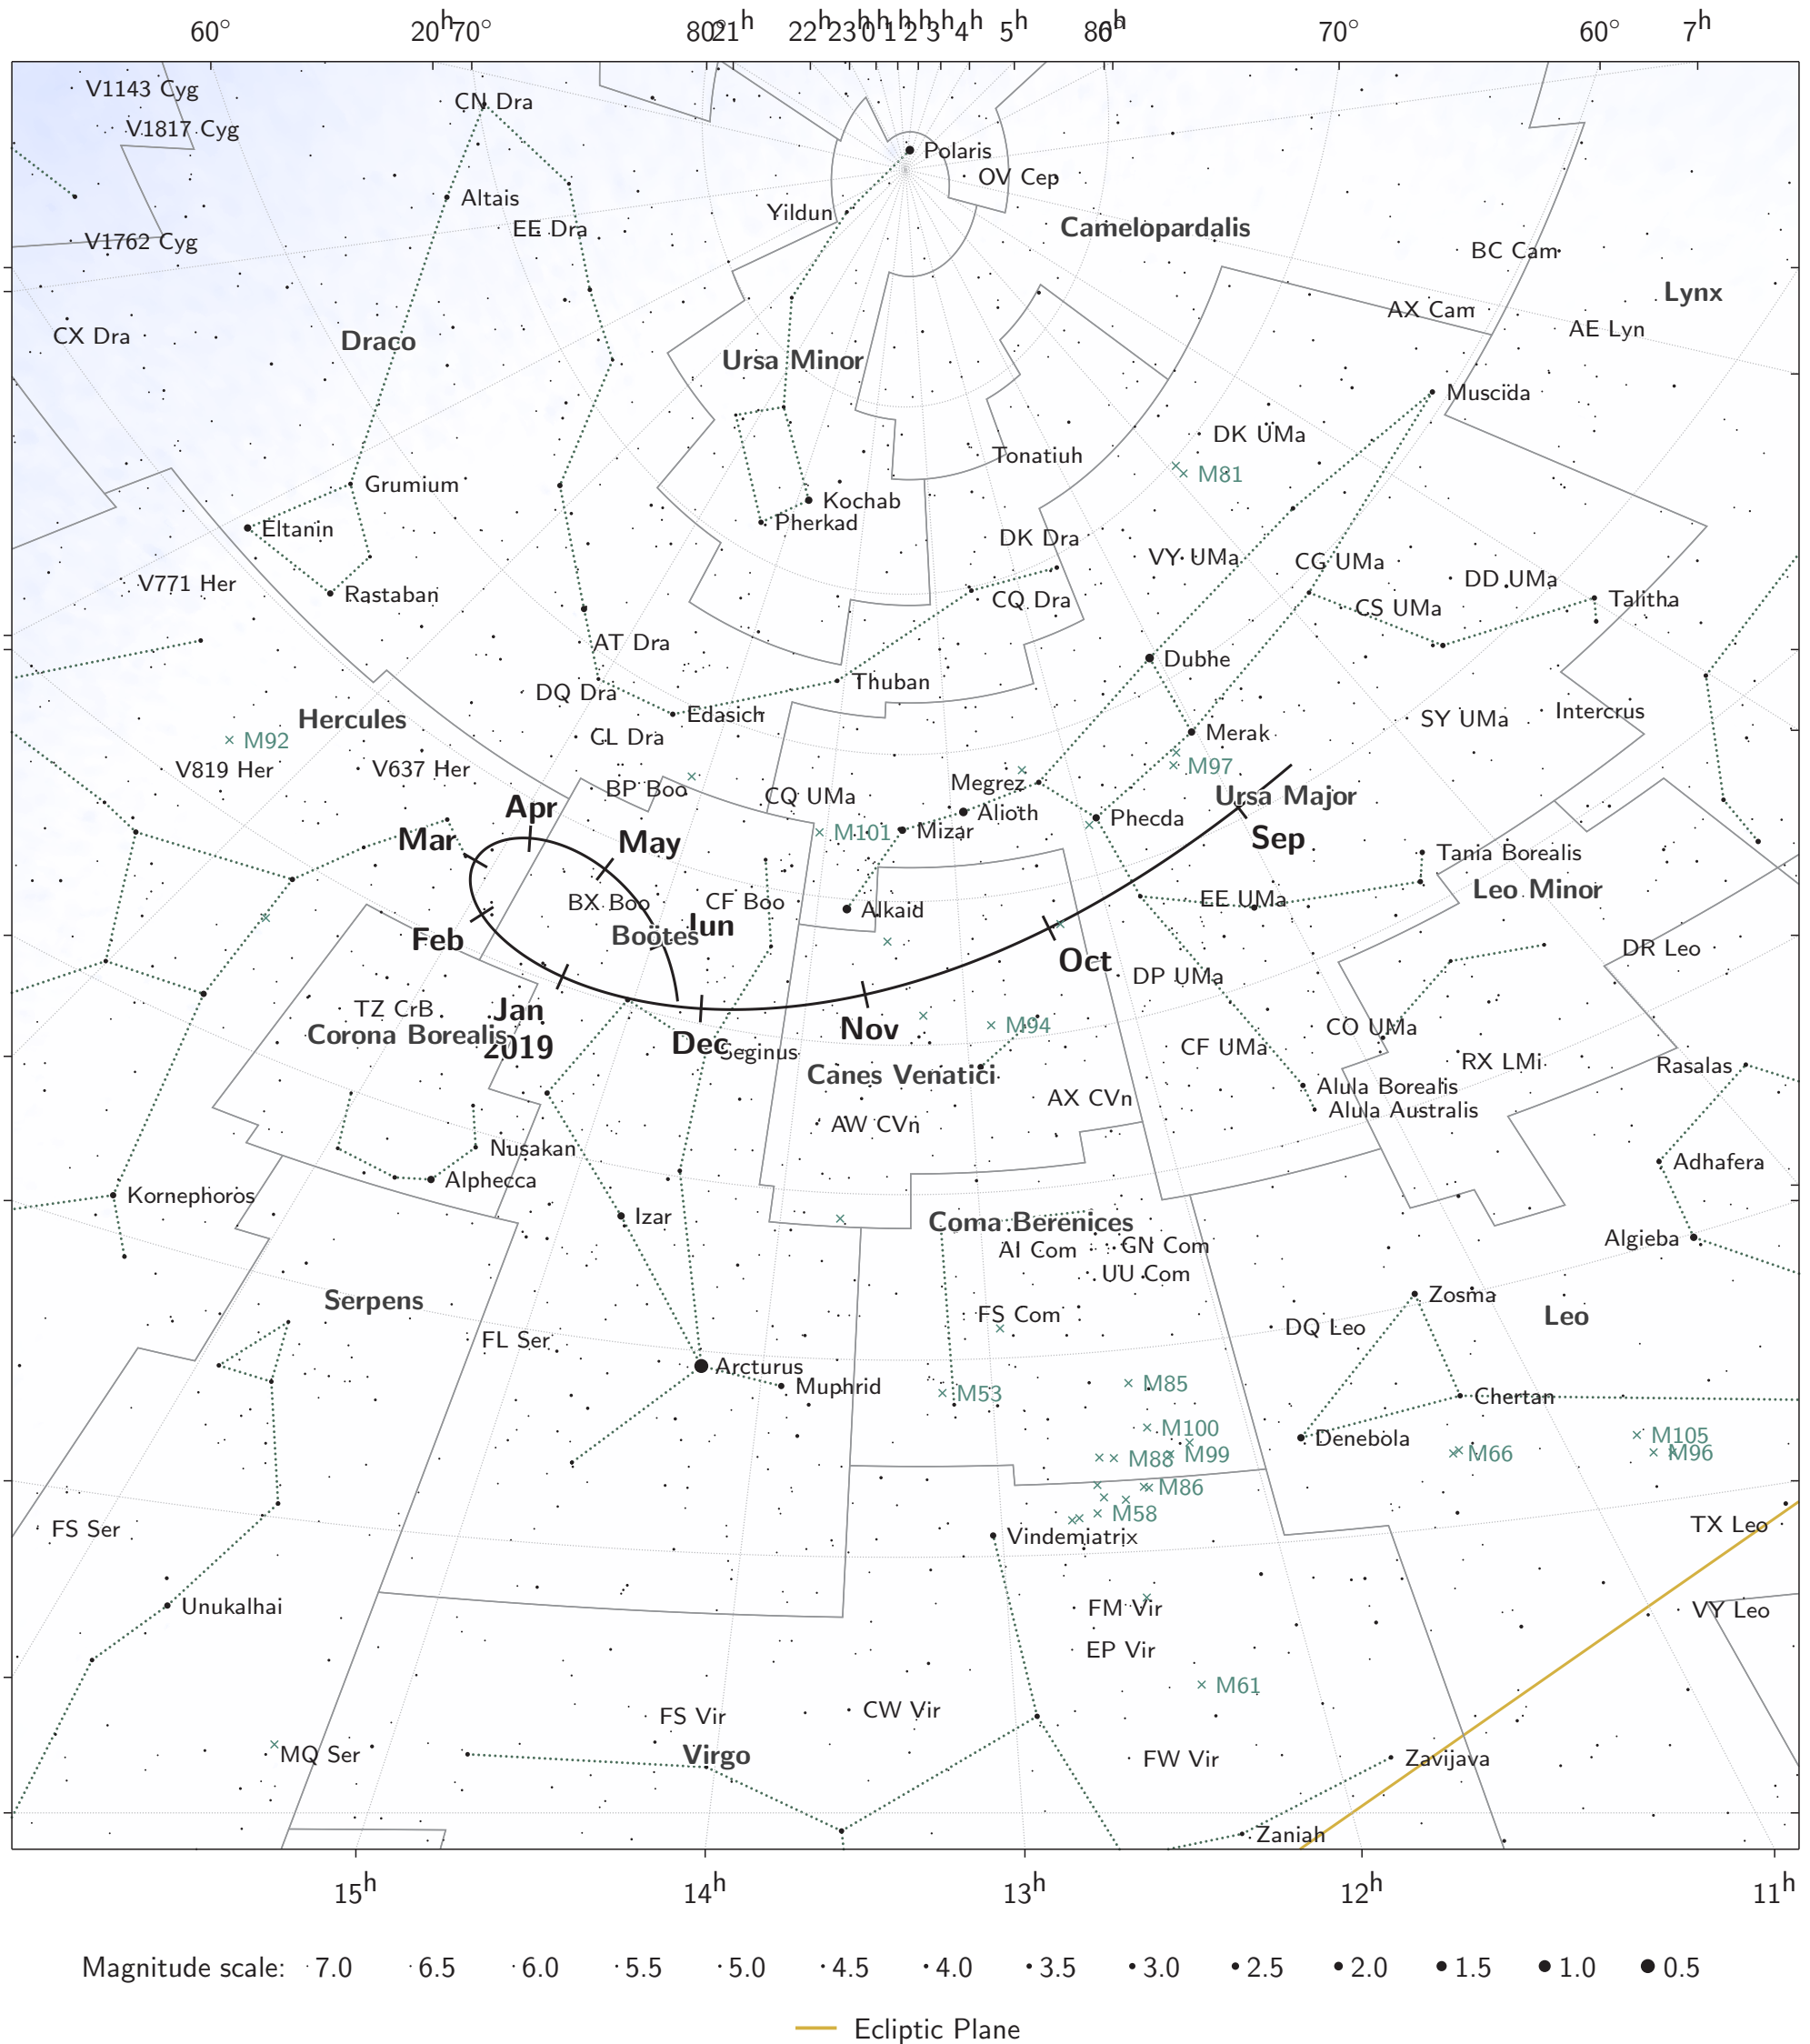 60° 20h 70° 80° 21h 22h 23h 0h 1h 2h 3h 4h 5h 80° 6h 70° 60° 7h
V1143 Cyg
CN Dra
V1817 Cyg
Polaris
OV Cep
Altais
Yildun
EE Dra
Camelopardalis
V1762 Cyg
BC Cam
Lynx
AX Cam
CX Dra
Draco
AE Lyn
Ursa Minor
Muscida
DK UMa
Tonatiuh
M81
Grumium
Kochab
Pherkad
Eltanin
DK Dra
VY UMa
CG UMa
V771 Her
DD UMa
Rastaban
CQ Dra
CS UMa
Talitha
AT Dra
Dubhe
Thuban
DQ Dra
Edasich
Intercrus
Hercules
SY UMa
CL Dra
Merak
M92
M97
V819 Her
V637 Her
Megrez
BP Boo
CQ UMa
Ursa Major
Apr
Alioth
Phecda
M101
Mizar
Mar
May
Sep
Tania Borealis
Leo Minor
BX Boo
CF Boo
EE UMa
Alkaid
Jun
Boötes
Feb
DR Leo
Oct
DP UMa
TZ CrB
Jan
2019
Corona Borealis
Nov
M94
CO UMa
Dec
Seginus
CF UMa
RX LMi
Rasalas
Canes Venatici
Alula Borealis
AX CVn
Alula Australis
AW CVn
Nusakan
Adhafera
Alphecca
Kornephoros
Izar
Coma Berenices
Algieba
AI Com
GN Com
UU Com
Serpens
Zosma
FS Com
Leo
DQ Leo
FL Ser
Arcturus
Muphrid
M53
M85
Chertan
M100
Denebola
M105
M88
M99
M66
M96
M86
M58
FS Ser
Vindemiatrix
TX Leo
Unukalhai
FM Vir
VY Leo
EP Vir
M61
FS Vir
CW Vir
MQ Ser
Virgo
FW Vir
Zavijava
Zaniah
15h 14h 13h 12h 11h
Magnitude scale: 7.0 6.5 6.0 5.5 5.0 4.5 4.0 3.5 3.0 2.5 2.0 1.5 1.0 0.5
Ecliptic Plane